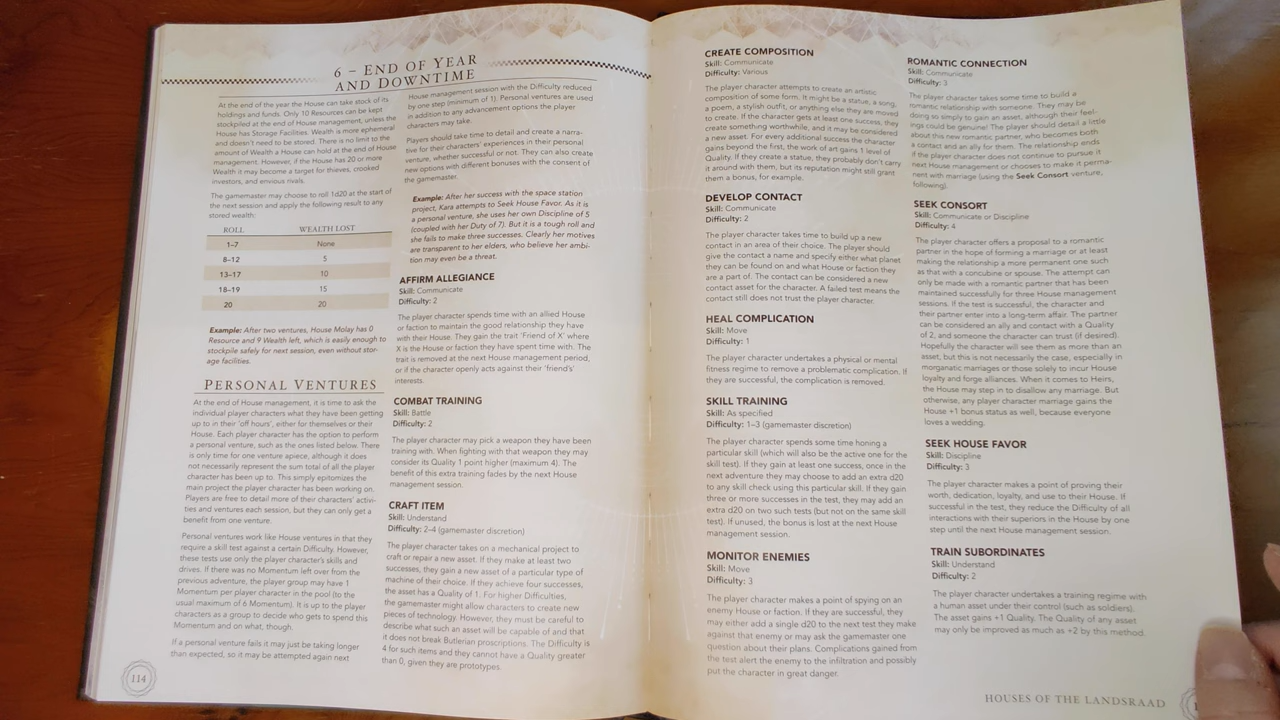 6 – END OF YEAR
AND DOWNTIME
At the end of the year the House can take stock of its
holdings and funds. Only 10 Resources can be kept
stockpiled at the end of House management, unless the
House has Storage Facilities. Wealth is more ephemeral
and doesn't need to be stored. There is no limit to the
amount of Wealth a House can hold at the end of House
management. However, if the House has 20 or more
Wealth it may become a target for thieves, crooked
investors, and envious rivals.
The gamemaster may choose to roll 1d20 at the start of
the next session and apply the following result to any
stored wealth:
ROLL WEALTH LOST
1–7 None
8–12 5
13–17 10
18–19 15
20 20
Example: After two ventures, House Molay has 0
Resource and 9 Wealth left, which is easily enough to
stockpile safely for next session, even without stor-
age facilities.
PERSONAL VENTURES
At the end of House management, it is time to ask the
individual player characters what they have been getting
up to in their 'off hours', either for themselves or their
House. Each player character has the option to perform
a personal venture, such as the ones listed below. There
is only time for one venture apiece, although it does
not necessarily represent the sum total of all the player
character has been up to. This simply epitomizes the
main project the player character has been working on.
Players are free to detail more of their characters' activi-
ties and ventures each session, but they can only get a
benefit from one venture.
Personal ventures work like House ventures in that they
require a skill test against a certain Difficulty. However,
these tests use only the player character's skills and
drives. If there was no Momentum left over from the
previous adventure, the player group may have 1
Momentum per player character in the pool (to the
usual maximum of 6 Momentum). It is up to the player
characters as a group to decide who gets to spend this
Momentum and on what, though.
If a personal venture fails it may just be taking longer
than expected, so it may be attempted again next
House management session with the Difficulty reduced
by one step (minimum of 1). Personal ventures are used
in addition to any advancement options the player
characters may take.
Players should take time to detail and create a narra-
tive for their characters' experiences in their personal
venture, whether successful or not. They can also create
new options with different bonuses with the consent of
the gamemaster.
Example: After her success with the space station
project, Kara attempts to Seek House Favor. As it is
a personal venture, she uses her own Discipline of 5
(coupled with her Duty of 7). But it is a tough roll and
she fails to make three successes. Clearly her motives
are transparent to her elders, who believe her ambi-
tion may even be a threat.
AFFIRM ALLEGIANCE
Skill: Communicate
Difficulty: 2
The player character spends time with an allied House
or faction to maintain the good relationship they have
with their House. They gain the trait 'Friend of X' where
X is the House or faction they have spent time with. The
trait is removed at the next House management period,
or if the character openly acts against their 'friend's'
interests.
COMBAT TRAINING
Skill: Battle
Difficulty: 2
The player character may pick a weapon they have been
training with. When fighting with that weapon they may
consider its Quality 1 point higher (maximum 4). The
benefit of this extra training fades by the next House
management session.
CRAFT ITEM
Skill: Understand
Difficulty: 2–4 (gamemaster discretion)
The player character takes on a mechanical project to
craft or repair a new asset. If they make at least two
successes, they gain a new asset of a particular type of
machine of their choice. If they achieve four successes,
the asset has a Quality of 1. For higher Difficulties,
the gamemaster might allow characters to create new
pieces of technology. However, they must be careful to
describe what such an asset will be capable of and that
it does not break Butlerian proscriptions. The Difficulty is
4 for such items and they cannot have a Quality greater
than 0, given they are prototypes.
114
CREATE COMPOSITION
Skill: Communicate
Difficulty: Various
The player character attempts to create an artistic
composition of some form. It might be a statue, a song,
a poem, a stylish outfit, or anything else they are moved
to create. If the character gets at least one success, they
create something worthwhile, and it may be considered
a new asset. For every additional success the character
gains beyond the first, the work of art gains 1 level of
Quality. If they create a statue, they probably don't carry
it around with them, but its reputation might still grant
them a bonus, for example.
DEVELOP CONTACT
Skill: Communicate
Difficulty: 2
The player character takes time to build up a new
contact in an area of their choice. The player should
give the contact a name and specify either what planet
they can be found on and what House or faction they
are a part of. The contact can be considered a new
contact asset for the character. A failed test means the
contact still does not trust the player character.
HEAL COMPLICATION
Skill: Move
Difficulty: 1
The player character undertakes a physical or mental
fitness regime to remove a problematic complication. If
they are successful, the complication is removed.
SKILL TRAINING
Skill: As specified
Difficulty: 1–3 (gamemaster discretion)
The player character spends some time honing a
particular skill (which will also be the active one for the
skill test). If they gain at least one success, once in the
next adventure they may choose to add an extra d20
to any skill check using this particular skill. If they gain
three or more successes in the test, they may add an
extra d20 on two such tests (but not on the same skill
test). If unused, the bonus is lost at the next House
management session.
MONITOR ENEMIES
Skill: Move
Difficulty: 3
The player character makes a point of spying on an
enemy House or faction. If they are successful, they
may either add a single d20 to the next test they make
against that enemy or may ask the gamemaster one
question about their plans. Complications gained from
the test alert the enemy to the infiltration and possibly
put the character in great danger.
ROMANTIC CONNECTION
Skill: Communicate
Difficulty: 3
The player character takes some time to build a
romantic relationship with someone. They may be
doing so simply to gain an asset, although their feel-
ings could be genuine! The player should detail a little
about this new romantic partner, who becomes both
a contact and an ally for them. The relationship ends
if the player character does not continue to pursue it
next House management or chooses to make it perma-
nent with marriage (using the Seek Consort venture,
following).
SEEK CONSORT
Skill: Communicate or Discipline
Difficulty: 4
The player character offers a proposal to a romantic
partner in the hope of forming a marriage or at least
making the relationship a more permanent one such
as that with a concubine or spouse. The attempt can
only be made with a romantic partner that has been
maintained successfully for three House management
sessions. If the test is successful, the character and
their partner enter into a long-term affair. The partner
can be considered an ally and contact with a Quality
of 2, and someone the character can trust (if desired).
Hopefully the character will see them as more than an
asset, but this is not necessarily the case, especially in
morganatic marriages or those solely to incur House
loyalty and forge alliances. When it comes to Heirs,
the House may step in to disallow any marriage. But
otherwise, any player character marriage gains the
House +1 bonus status as well, because everyone
loves a wedding.
SEEK HOUSE FAVOR
Skill: Discipline
Difficulty: 3
The player character makes a point of proving their
worth, dedication, loyalty, and use to their House. If
successful in the test, they reduce the Difficulty of all
interactions with their superiors in the House by one
step until the next House management session.
TRAIN SUBORDINATES
Skill: Understand
Difficulty: 2
The player character undertakes a training regime with
a human asset under their control (such as soldiers).
The asset gains +1 Quality. The Quality of any asset
may only be improved as much as +2 by this method.
HOUSES OF THE LANDSRAAD